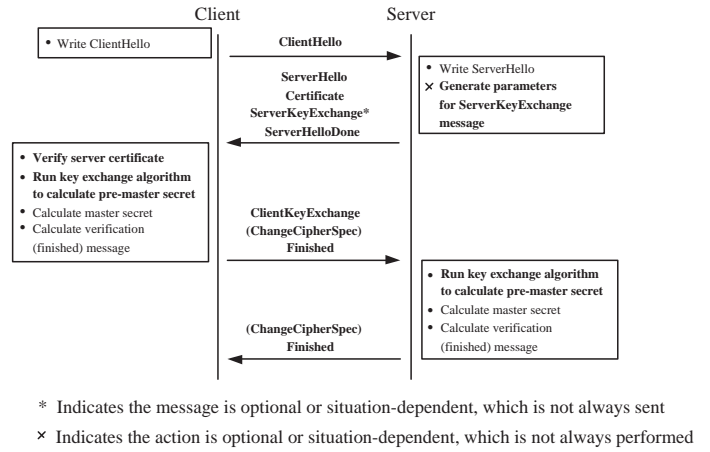 Client Server
• Write ClientHello
ClientHello
• Write ServerHello
× Generate parameters
for ServerKeyExchange
message
ServerHello
Certificate
ServerKeyExchange*
ServerHelloDone
• Verify server certificate
• Run key exchange algorithm
to calculate pre-master secret
• Calculate master secret
• Calculate verification
(finished) message
ClientKeyExchange
(ChangeCipherSpec)
Finished
• Run key exchange algorithm
to calculate pre-master secret
• Calculate master secret
• Calculate verification
(finished) message
(ChangeCipherSpec)
Finished
* Indicates the message is optional or situation-dependent, which is not always sent
× Indicates the action is optional or situation-dependent, which is not always performed